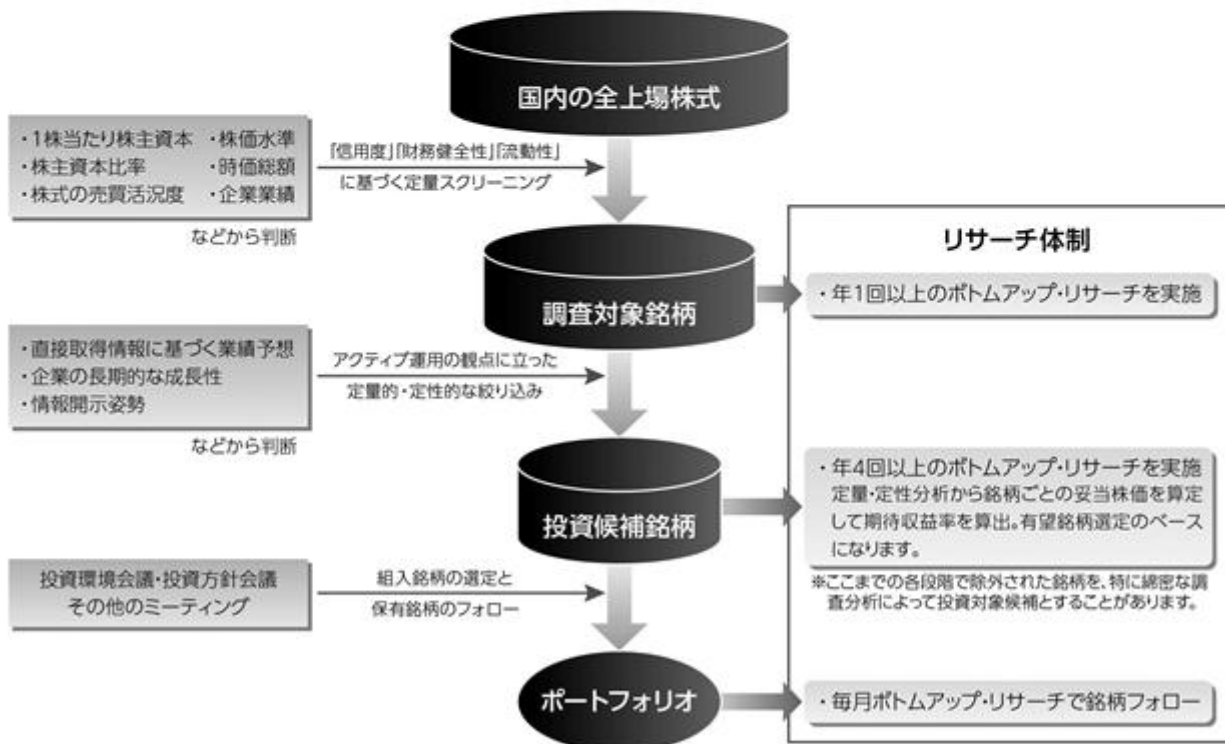 国内の全上場株式
・1株当たり株主資本 ・株価水準
・株主資本比率 ・時価総額
・株式の売買活況度 ・企業業績
などから判断
「信用度」「財務健全性」「流動性」
に基づく定量スクリーニング
リサーチ体制
調査対象銘柄
・年1回以上のボトムアップ・リサーチを実施
・直接取得情報に基づく業績予想
・企業の長期的な成長性
・情報開示姿勢
などから判断
アクティブ運用の観点に立った
定量的・定性的な絞り込み
投資候補銘柄
・年4回以上のボトムアップ・リサーチを実施
定量・定性分析から銘柄ごとの妥当株価を算定
して期待収益率を算出。有望銘柄選定のベース
になります。
※ここまでの各段階で除外された銘柄を、特に綿密な調
査分析によって投資対象候補とすることがあります。
投資環境会議・投資方針会議
その他のミーティング
組入銘柄の選定と
保有銘柄のフォロー
ポートフォリオ
・毎月ボトムアップ・リサーチで銘柄フォロー